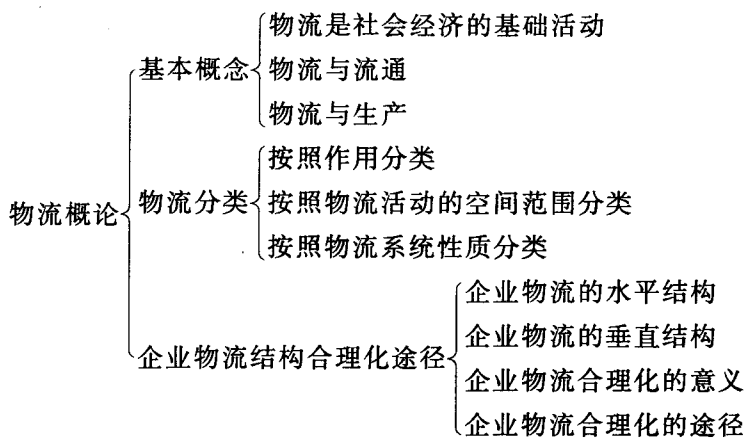 物流概论
基本概念
物流是社会经济的基础活动
物流与流通
物流与生产
物流分类
按照作用分类
按照物流活动的空间范围分类
按照物流系统性质分类
企业物流结构合理化途径
企业物流的水平结构
企业物流的垂直结构
企业物流合理化的意义
企业物流合理化的途径